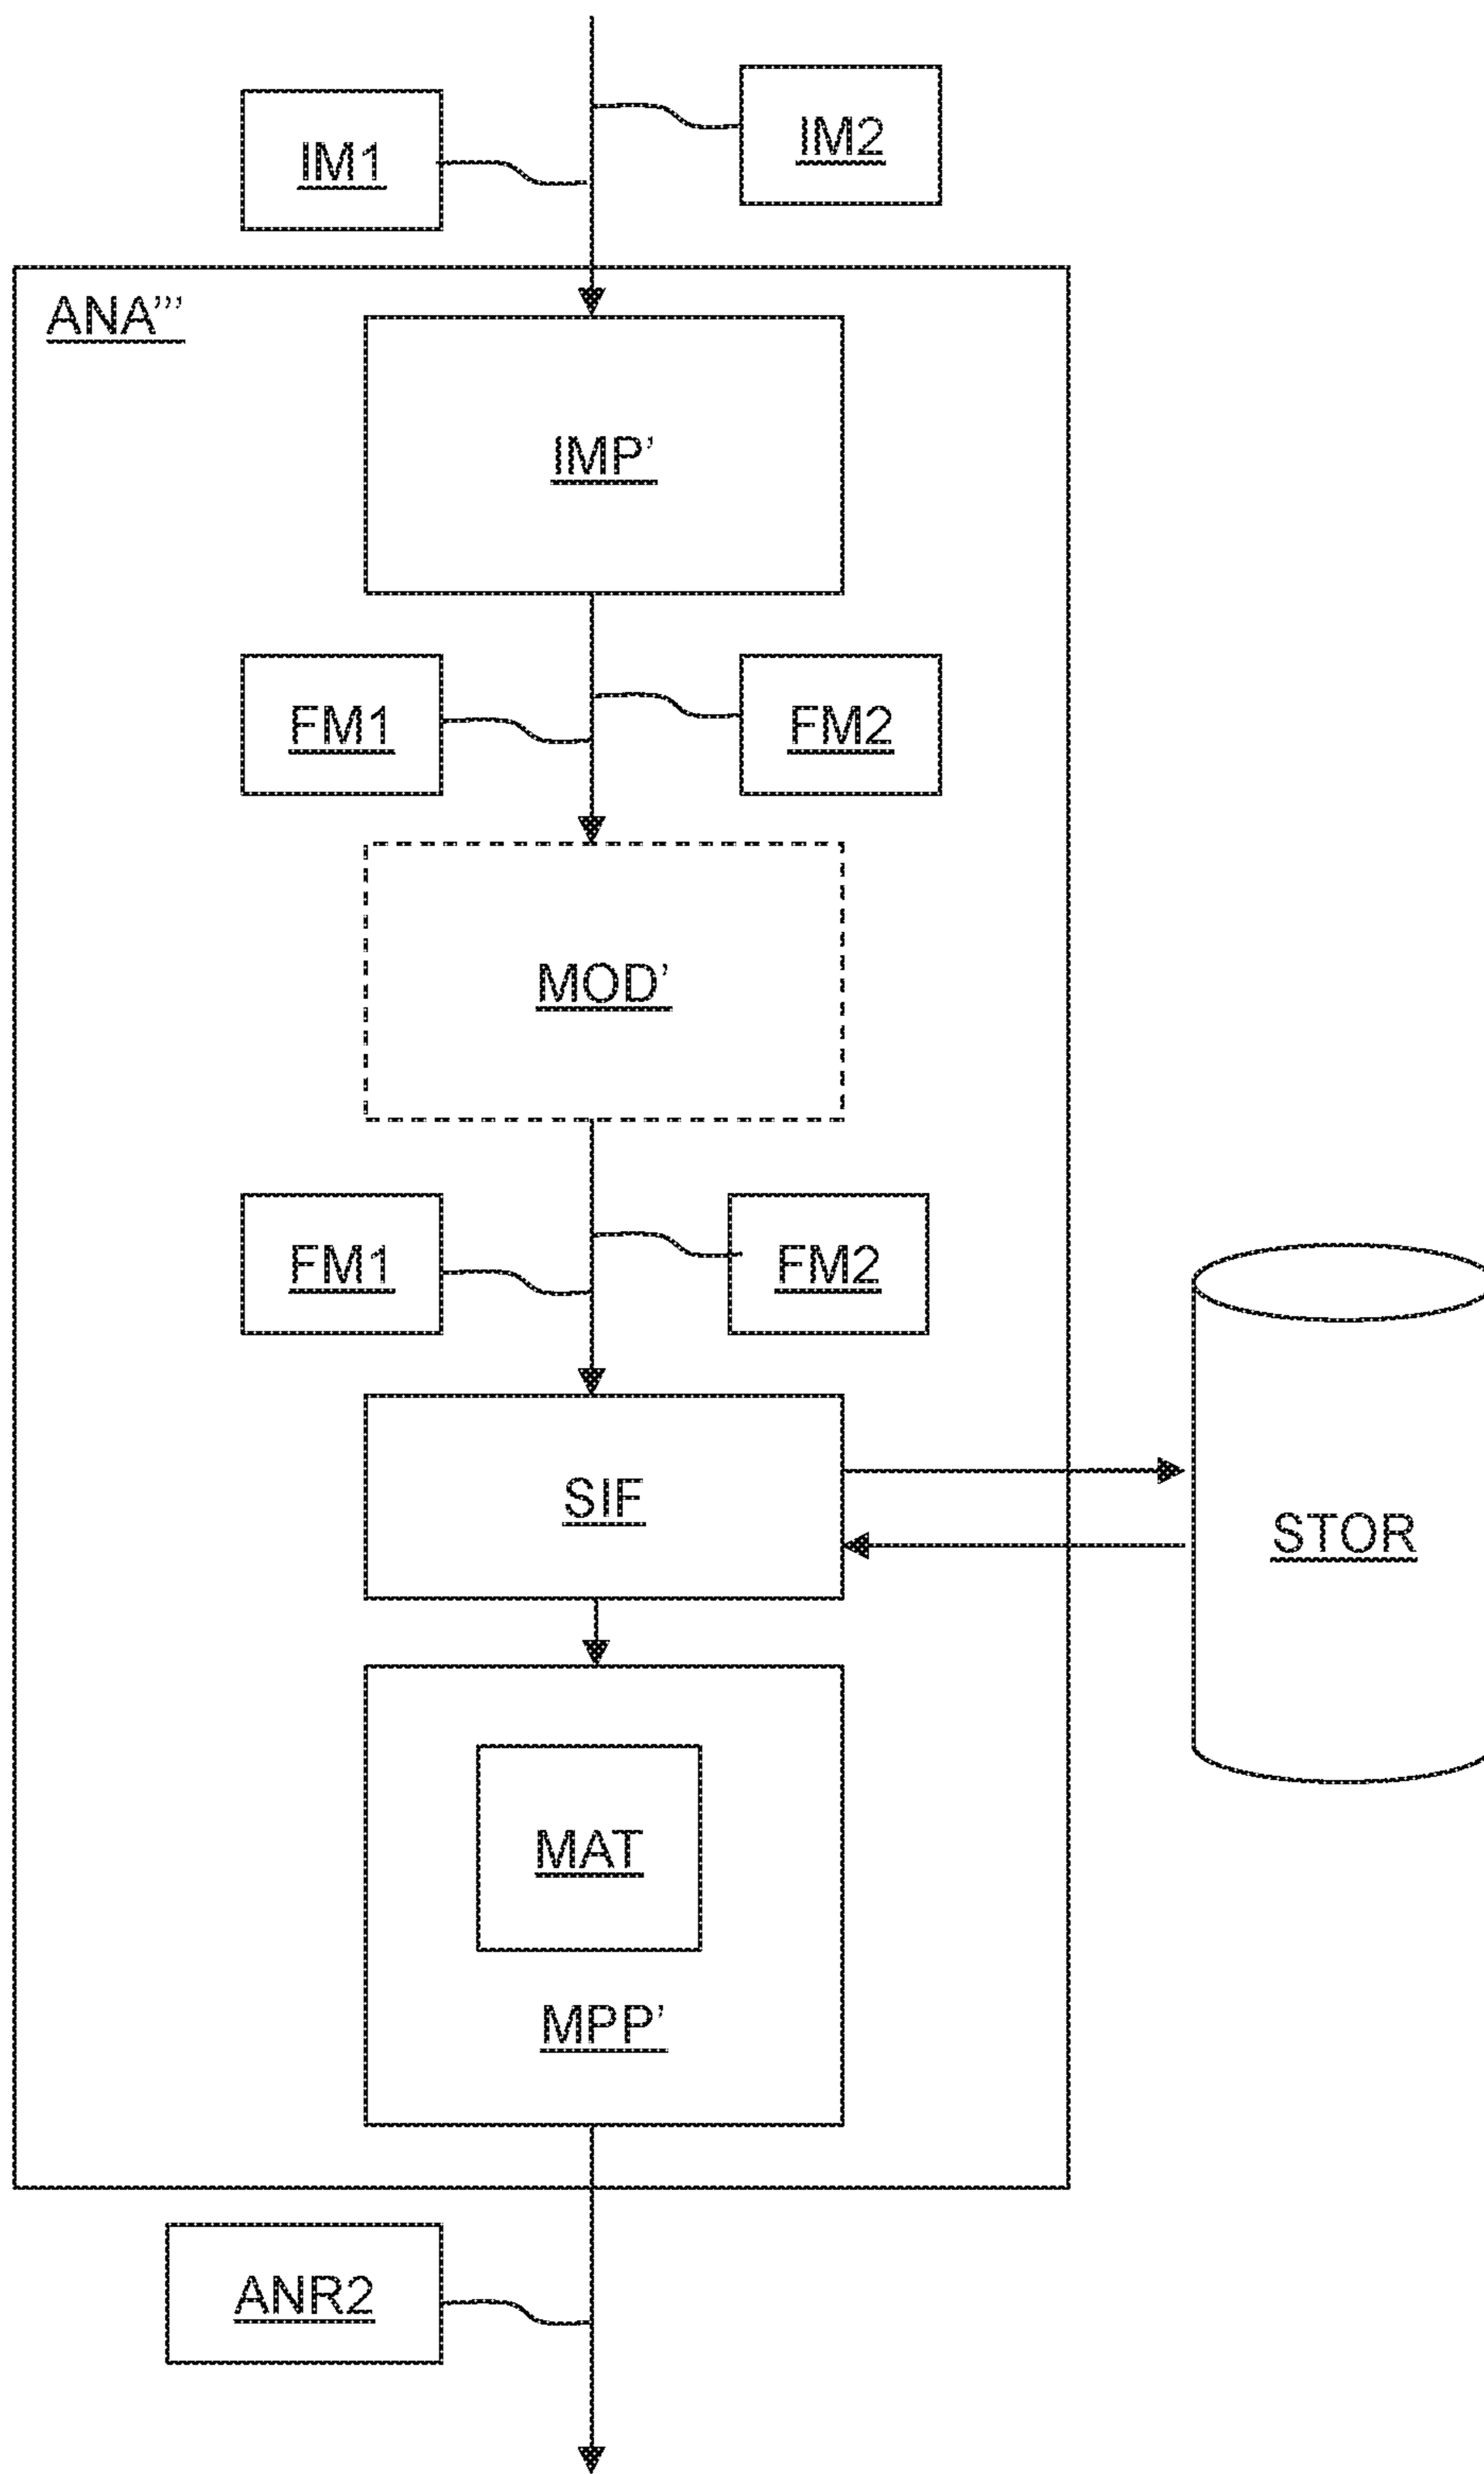 IM1
IM2
ANA’’’
IMP’
FM1
FM2
MOD’
FM1
FM2
SIF
STOR
MAT
MPP’
ANR2